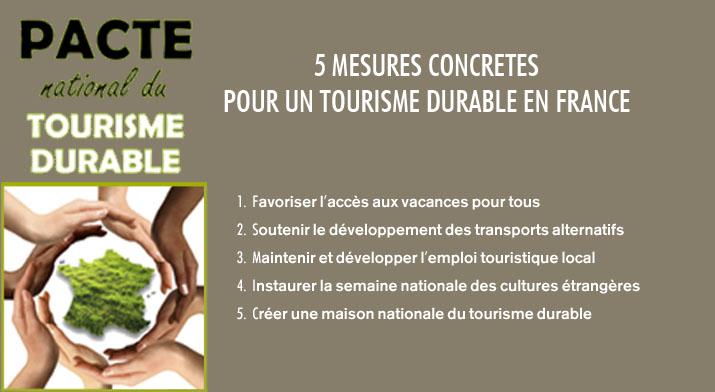 PACTE
national du
TOURISME
DURABLE
5 MESURES CONCRETES
POUR UN TOURISME DURABLE EN FRANCE
1. Favoriser l'accès aux vacances pour tous
2. Soutenir le développement des transports alternatifs
3. Maintenir et développer l'emploi touristique local
4. Instaurer la semaine nationale des cultures étrangères
5. Créer une maison nationale du tourisme durable